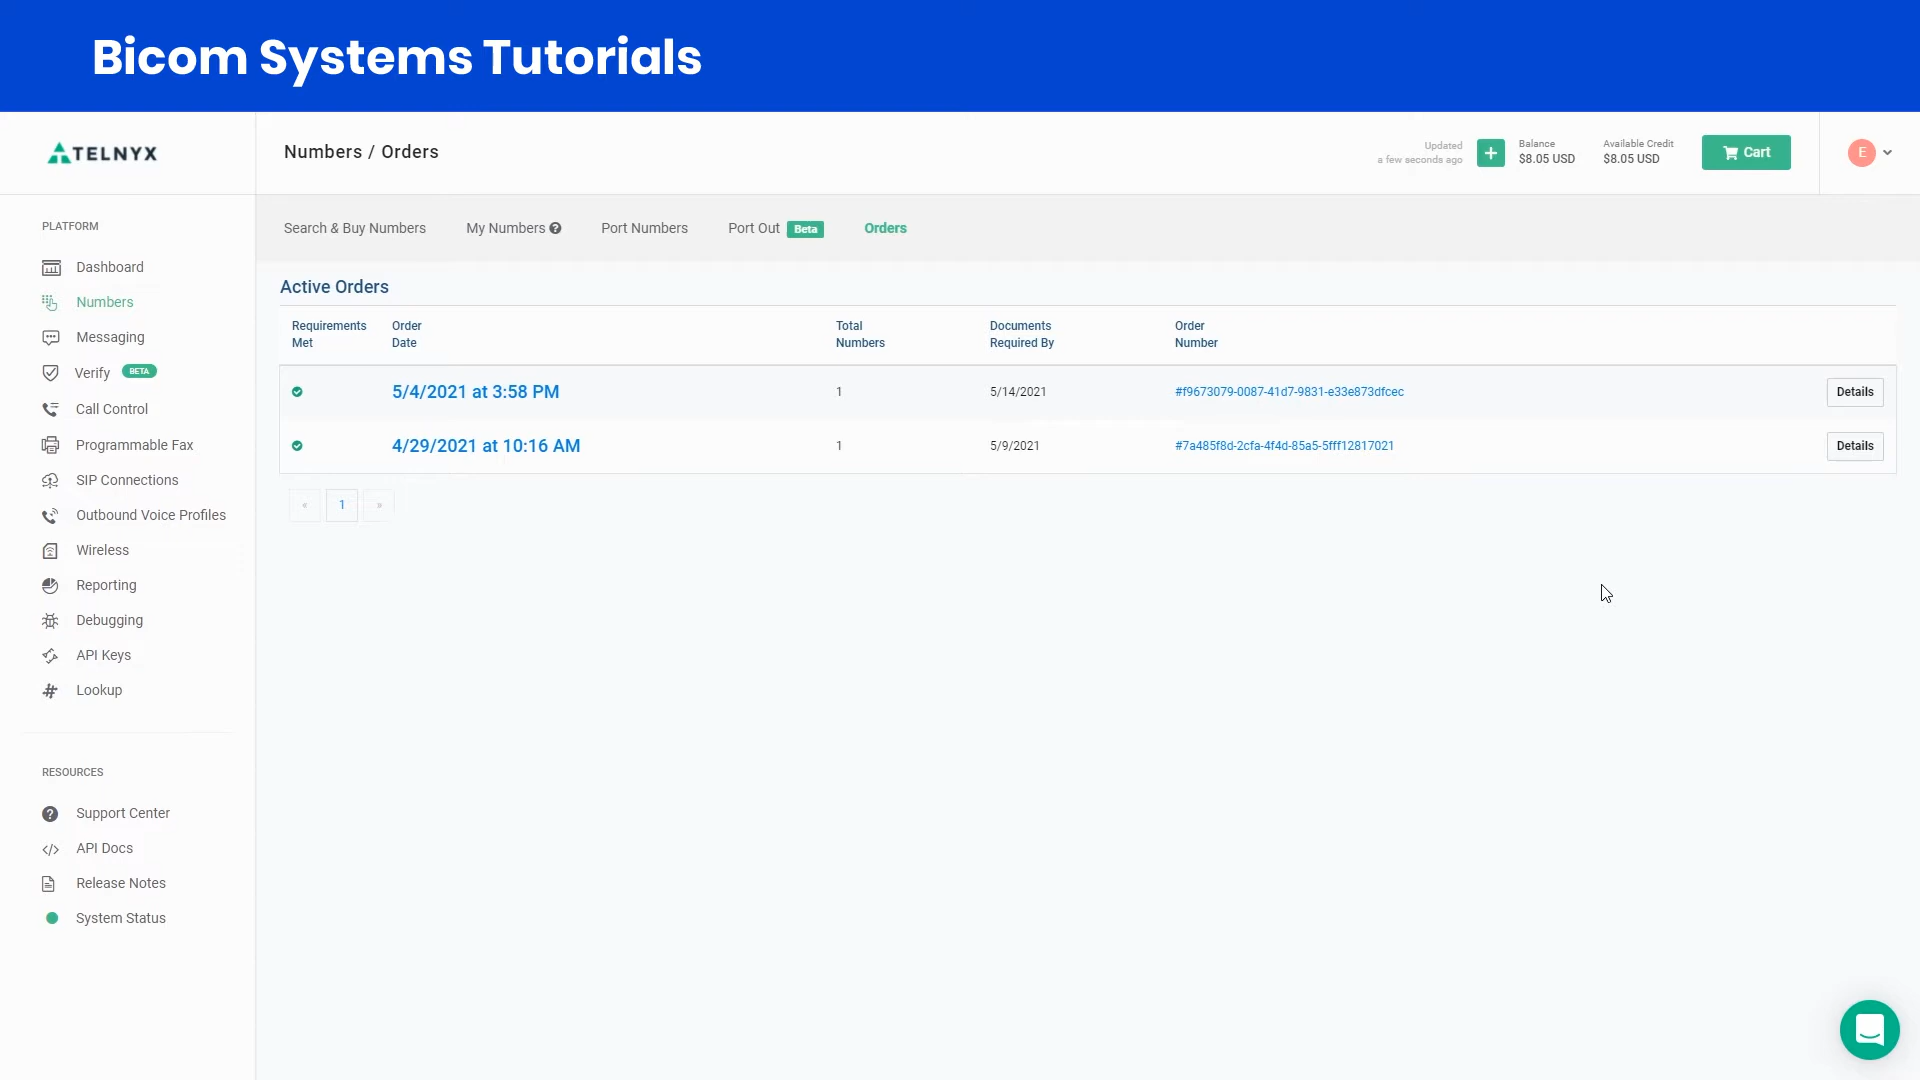 Bicom Systems Tutorials
TELNYX
Numbers / Orders
Updated
a few seconds ago
Balance
$8.05 USD
Available Credit
$8.05 USD
Cart
E
PLATFORM
Dashboard
Numbers
Messaging
Verify BETA
Call Control
Programmable Fax
SIP Connections
Outbound Voice Profiles
Wireless
Reporting
Debugging
API Keys
Lookup
RESOURCES
Support Center
API Docs
Release Notes
System Status
Search & Buy Numbers My Numbers Port Numbers Port Out Beta Orders
Active Orders
Requirements Met Order Date Total Numbers Documents Required By Order Number
5/4/2021 at 3:58 PM 1 5/14/2021 #f9673079-0087-41d7-9831-e33e873dfcec Details
4/29/2021 at 10:16 AM 1 5/9/2021 #7a485f8d-2cfa-4f4d-85a5-5fff12817021 Details
« 1 »